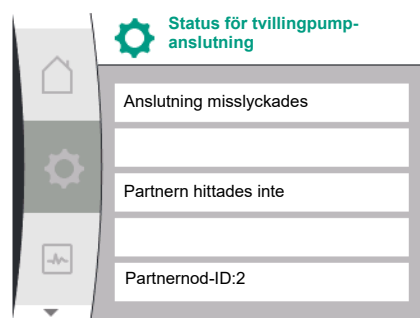 Status för tvillingpump-
anslutning
Anslutning misslyckades
Partnern hittades inte
Partnernod-ID:2